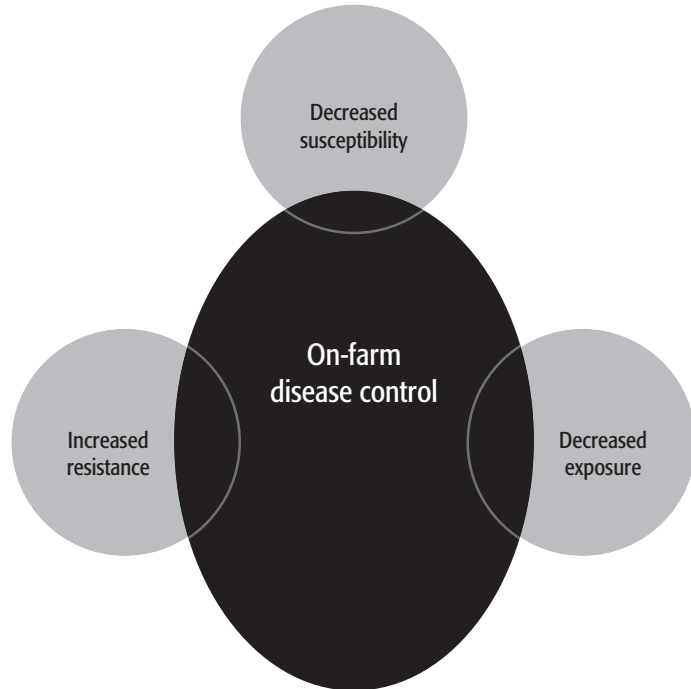 Decreased
susceptibility
On-farm
disease control
Increased
resistance
Decreased
exposure